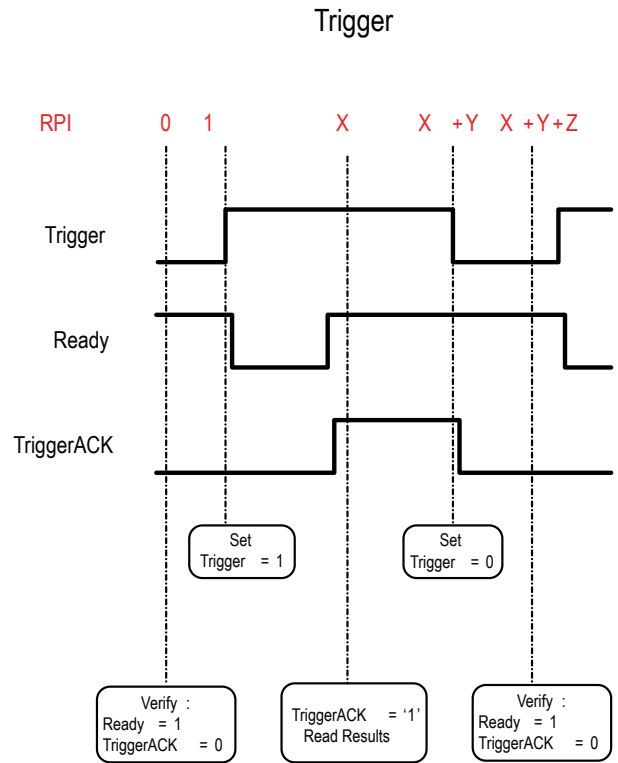 Trigger
RPI 0 1 X X +Y X +Y+Z
Trigger
Ready
TriggerACK
Set
Trigger = 1
Set
Trigger = 0
Verify :
Ready = 1
TriggerACK = 0
TriggerACK = ‘1’
Read Results
Verify :
Ready = 1
TriggerACK = 0